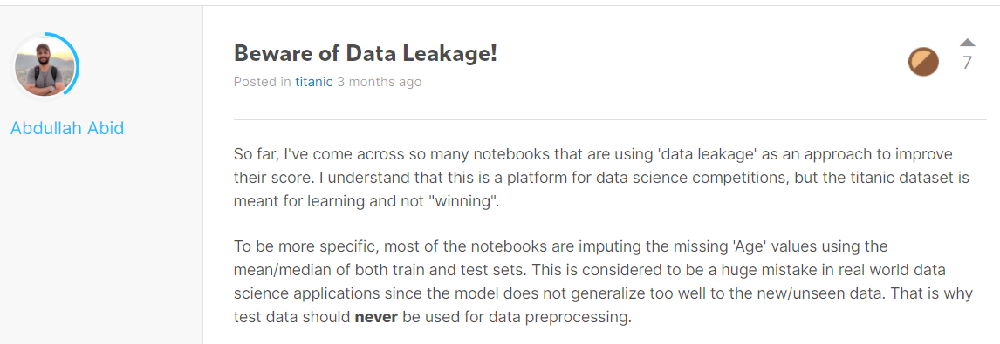 Beware of Data Leakage!
7
Posted in titanic 3 months ago
Abdullah Abid
So far, I've come across so many notebooks that are using 'data leakage' as an approach to improve
their score. I understand that this is a platform for data science competitions, but the titanic dataset is
meant for learning and not "winning".
To be more specific, most of the notebooks are imputing the missing 'Age' values using the
mean/median of both train and test sets. This is considered to be a huge mistake in real world data
science applications since the model does not generalize too well to the new/unseen data. That is why
test data should never be used for data preprocessing.